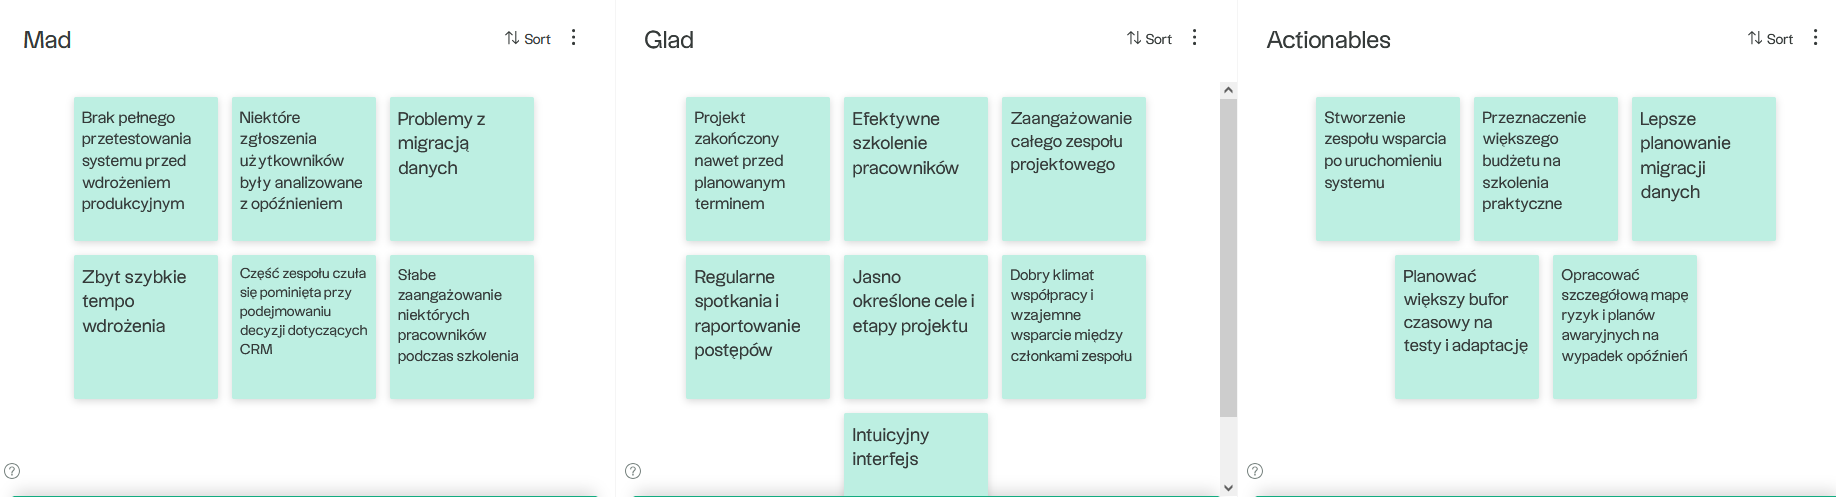 Mad
Sort
Brak pełnego
przetestowania
systemu przed
wdrożeniem
produkcyjnym
Niektóre
zgłoszenia
użytkowników
były analizowane
z opóźnieniem
Problemy z
migracją
danych
Zbyt szybkie
tempo
wdrożenia
Część zespołu czuła
się pominięta przy
podejmowaniu
decyzji dotyczących
CRM
Słabe
zaangażowanie
niektórych
pracowników
podczas szkolenia
?
Glad
Sort
Projekt
zakończony
nawet przed
planowanym
terminem
Efektywne
szkolenie
pracowników
Zaangażowanie
całego zespołu
projektowego
Regularne
spotkania i
raportowanie
postępów
Jasno
określone cele i
etapy projektu
Dobry klimat
współpracy i
wzajemne
wsparcie między
członkami zespołu
Intuicyjny
interfejs
?
Actionables
Sort
Stworzenie
zespołu wsparcia
po uruchomieniu
systemu
Przeznaczenie
większego
budżetu na
szkolenia
praktyczne
Lepsze
planowanie
migracji
danych
Planować
większy bufor
czasowy na
testy i adaptację
Opracować
szczegółową mapę
ryzyk i planów
awaryjnych na
wypadek opóźnień
?